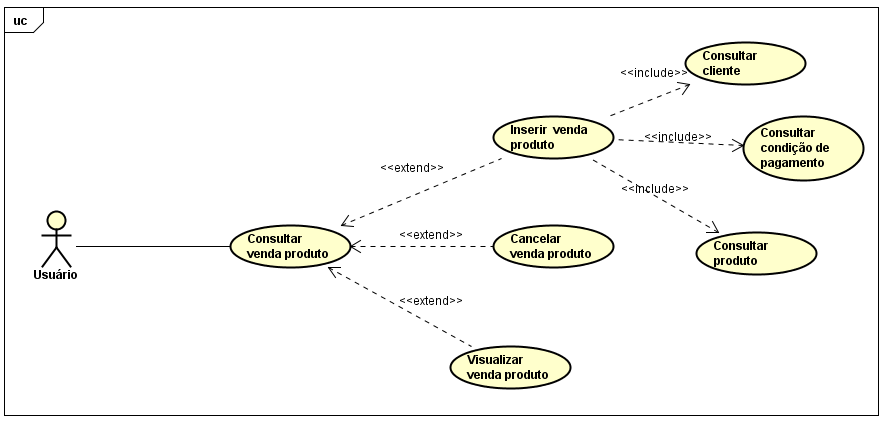 uc
Consultar
cliente
<<include>>
Inserir venda
produto
<<include>>
Consultar
condição de
pagamento
<<extend>>
<<include>>
Usuário
Consultar
venda produto
<<extend>>
Cancelar
venda produto
Consultar
produto
<<extend>>
Visualizar
venda produto